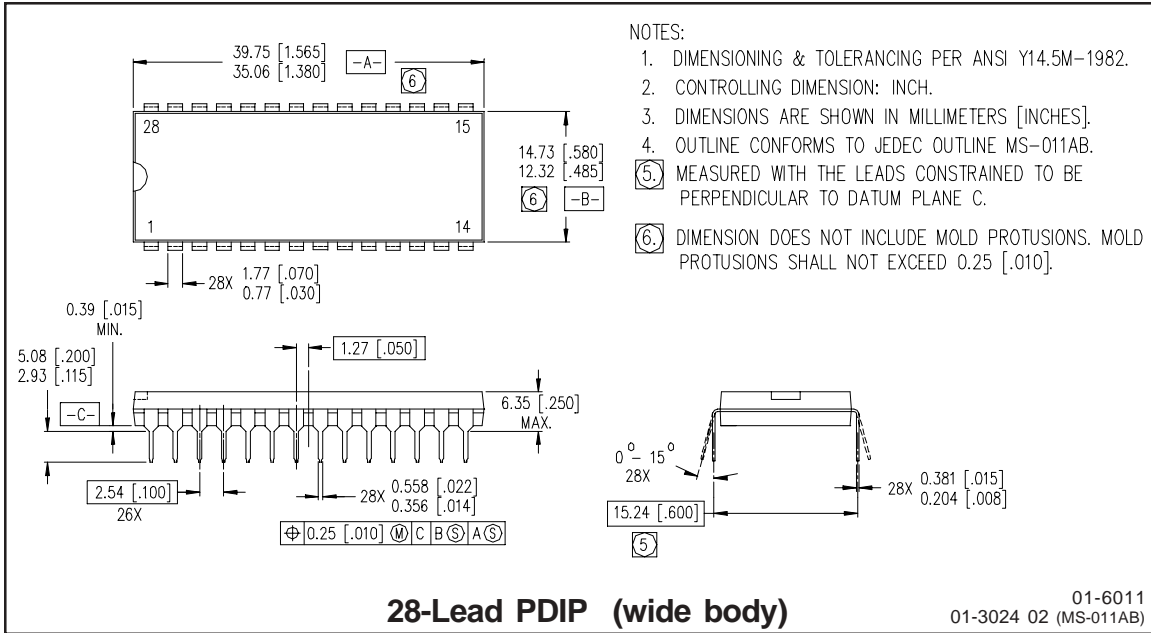 39.75 [1.565]
35.06 [1.380]
-A-
6
28
15
1
14
14.73 [.580]
12.32 [.485]
6
-B-
28X 1.77 [.070]
0.77 [.030]
NOTES:
1. DIMENSIONING & TOLERANCING PER ANSI Y14.5M-1982.
2. CONTROLLING DIMENSION: INCH.
3. DIMENSIONS ARE SHOWN IN MILLIMETERS [INCHES].
4. OUTLINE CONFORMS TO JEDEC OUTLINE MS-011AB.
5. MEASURED WITH THE LEADS CONSTRAINED TO BE
PERPENDICULAR TO DATUM PLANE C.
6. DIMENSION DOES NOT INCLUDE MOLD PROTUSIONS. MOLD
PROTUSIONS SHALL NOT EXCEED 0.25 [.010].
0.39 [.015]
MIN.
5.08 [.200]
2.93 [.115]
-C-
1.27 [.050]
6.35 [.250]
MAX.
2.54 [.100]
26X
28X 0.558 [.022]
0.356 [.014]
⌖ 0.25 [.010] Ⓜ C B Ⓢ A Ⓢ
0° - 15°
28X
28X 0.381 [.015]
0.204 [.008]
15.24 [.600]
5
28-Lead PDIP (wide body)
01-6011
01-3024 02 (MS-011AB)